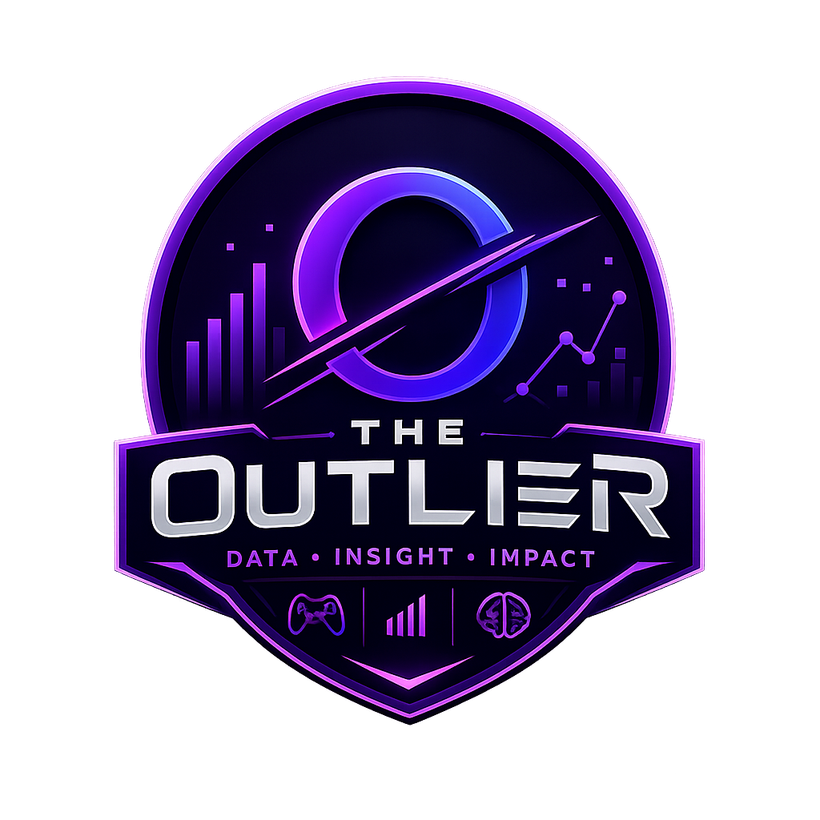 THE
OUTLIER
DATA • INSIGHT • IMPACT